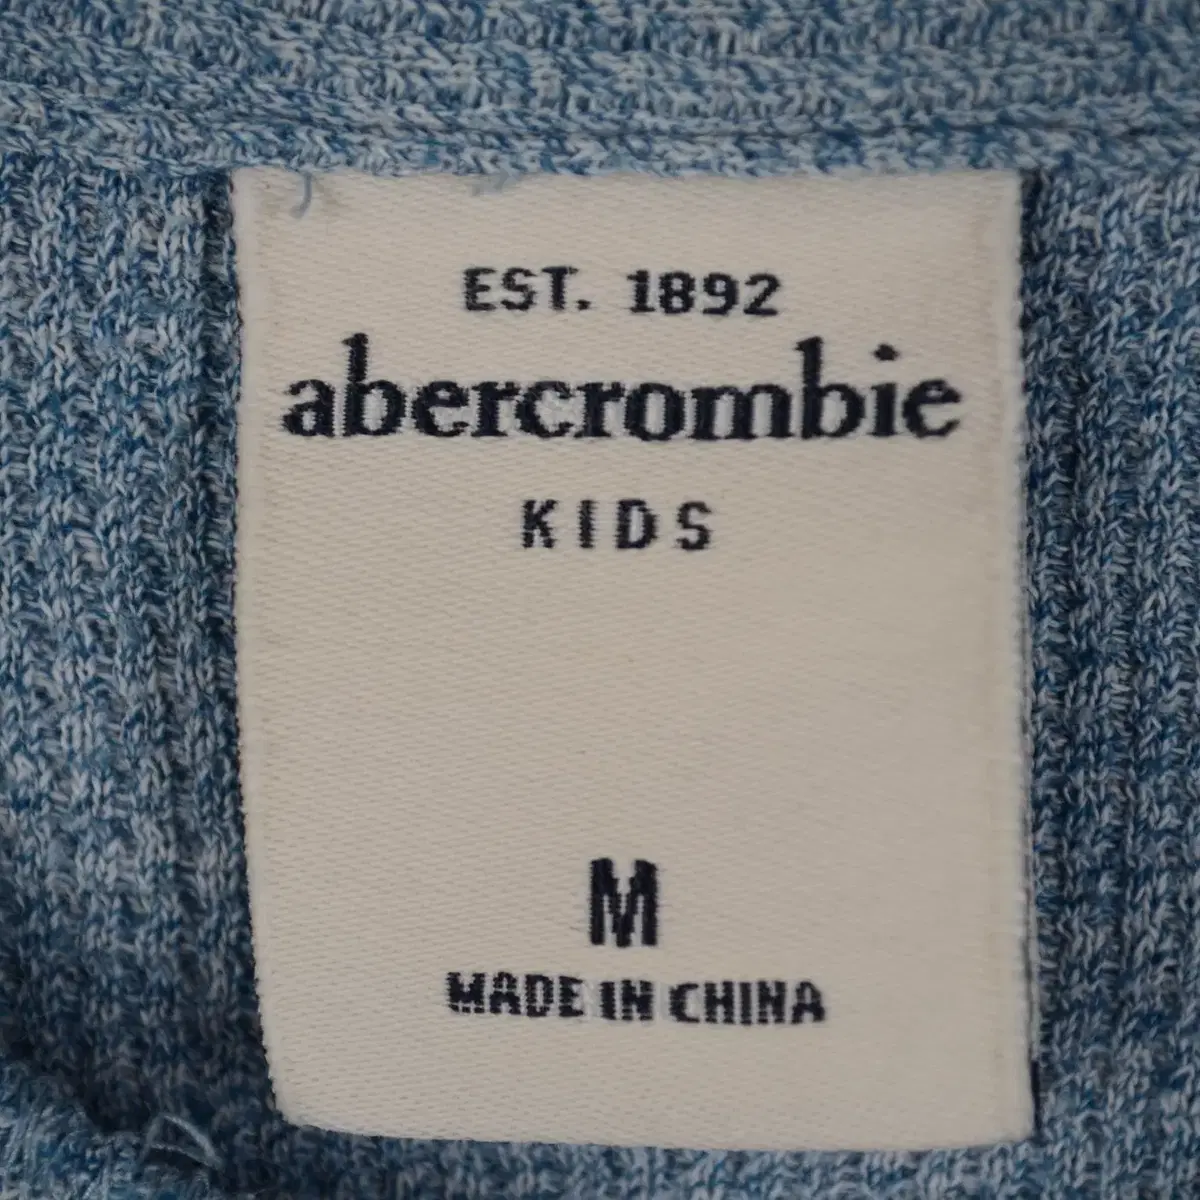 EST. 1892
abercrombie
KIDS
M
MADE IN CHINA